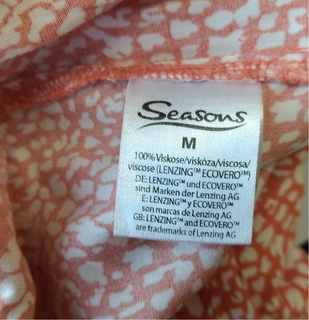 Seasons
M
100% Viskose/viskóza/viscosa/
viscose (LENZING™ ECOVERO™)
DE: LENZING™ und ECOVERO™
sind Marken der Lenzing AG
E: LENZING™ y ECOVERO™
son marcas de Lenzing AG
GB: LENZING™ and ECOVERO™
are trademarks of Lenzing AG